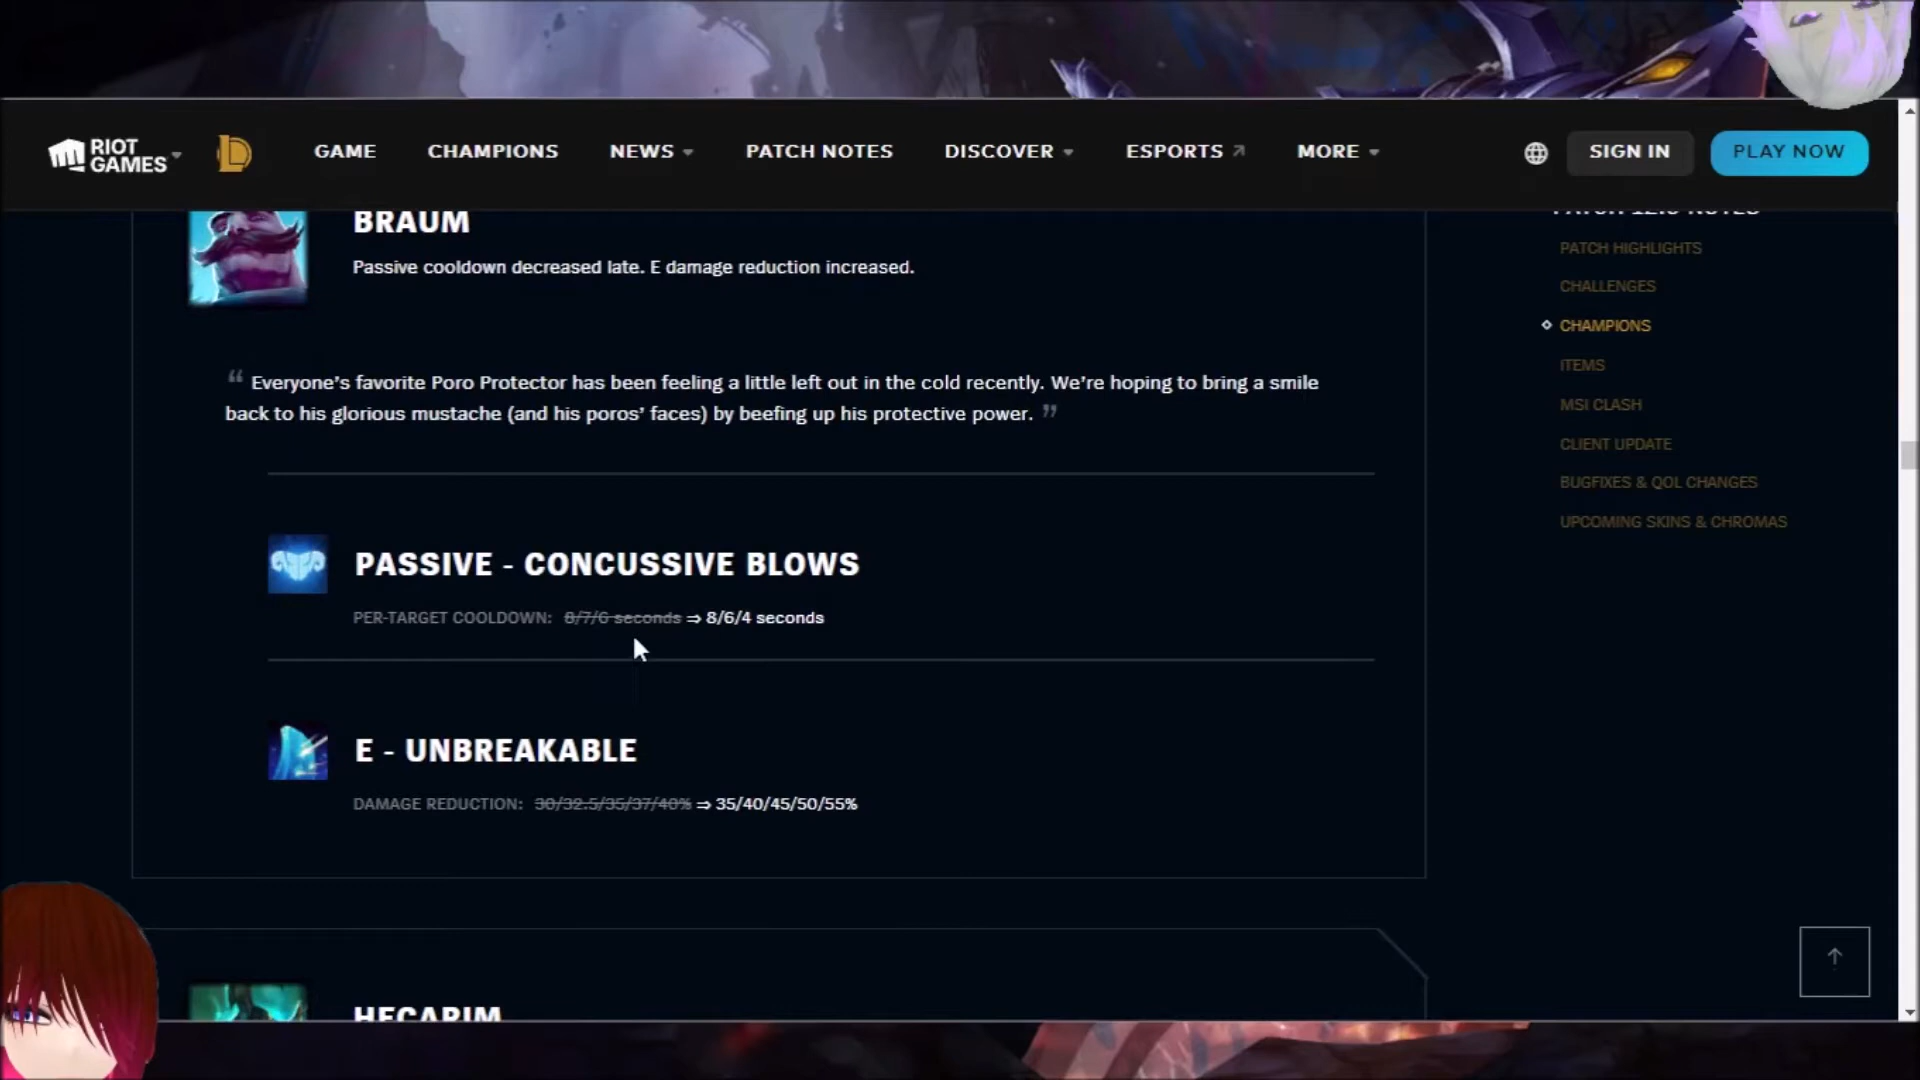 RIOT GAMES
GAME
CHAMPIONS
NEWS
PATCH NOTES
DISCOVER
ESPORTS
MORE
SIGN IN
PLAY NOW
BRAUM
Passive cooldown decreased late. E damage reduction increased.
“ Everyone’s favorite Poro Protector has been feeling a little left out in the cold recently. We’re hoping to bring a smile
back to his glorious mustache (and his poros’ faces) by beefing up his protective power. ”
PASSIVE - CONCUSSIVE BLOWS
PER-TARGET COOLDOWN: 8/7/6 seconds ⇒ 8/6/4 seconds
E - UNBREAKABLE
DAMAGE REDUCTION: 30/32.5/35/37/40% ⇒ 35/40/45/50/55%
HECARIM
PATCH HIGHLIGHTS
CHALLENGES
CHAMPIONS
ITEMS
MSI CLASH
CLIENT UPDATE
BUGFIXES & QOL CHANGES
UPCOMING SKINS & CHROMAS